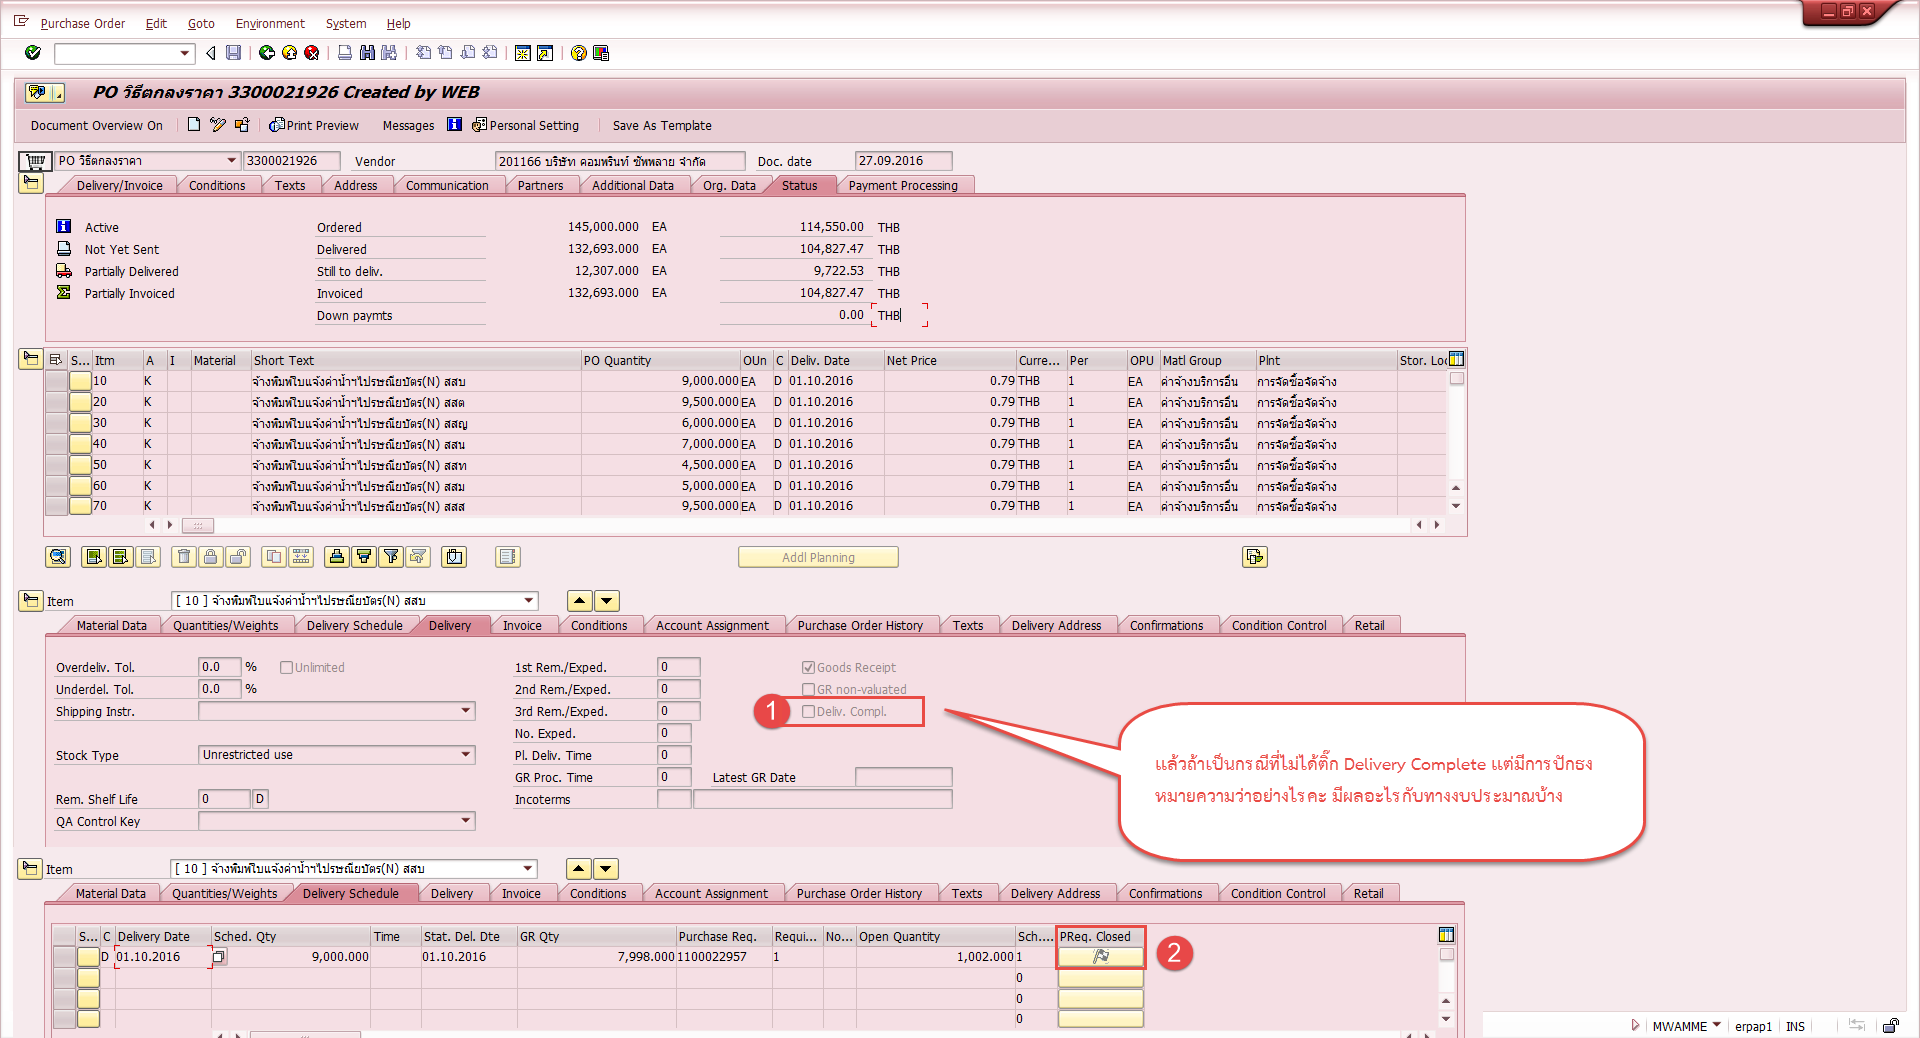 Purchase Order Edit Goto Environment System Help
PO วิธีตกลงราคา 3300021926 Created by WEB
Document Overview On Print Preview Messages Personal Setting Save As Template
PO วิธีตกลงราคา 3300021926 Vendor 201166 บริษัท คอมพรินท์ ซัพพลาย จำกัด Doc. date 27.09.2016
Delivery/Invoice Conditions Texts Address Communication Partners Additional Data Org. Data Status Payment Processing
Active Ordered 145,000.000 EA 114,550.00 THB
Not Yet Sent Delivered 132,693.000 EA 104,827.47 THB
Partially Delivered Still to deliv. 12,307.000 EA 9,722.53 THB
Partially Invoiced Invoiced 132,693.000 EA 104,827.47 THB
Down paymts 0.00 THB
S... Itm A I Material Short Text PO Quantity OUn C Deliv. Date Net Price Curre... Per OPU Matl Group Plnt Stor. Loc
10 K จ้างพิมพ์ใบแจ้งค่าน้ำฯไปรษณียบัตร(N) สสบ 9,000.000 EA D 01.10.2016 0.79 THB 1 EA ค่าจ้างบริการอื่น การจัดซื้อจัดจ้าง
20 K จ้างพิมพ์ใบแจ้งค่าน้ำฯไปรษณียบัตร(N) สสต 9,500.000 EA D 01.10.2016 0.79 THB 1 EA ค่าจ้างบริการอื่น การจัดซื้อจัดจ้าง
30 K จ้างพิมพ์ใบแจ้งค่าน้ำฯไปรษณียบัตร(N) สสญ 6,000.000 EA D 01.10.2016 0.79 THB 1 EA ค่าจ้างบริการอื่น การจัดซื้อจัดจ้าง
40 K จ้างพิมพ์ใบแจ้งค่าน้ำฯไปรษณียบัตร(N) สสน 7,000.000 EA D 01.10.2016 0.79 THB 1 EA ค่าจ้างบริการอื่น การจัดซื้อจัดจ้าง
50 K จ้างพิมพ์ใบแจ้งค่าน้ำฯไปรษณียบัตร(N) สสท 4,500.000 EA D 01.10.2016 0.79 THB 1 EA ค่าจ้างบริการอื่น การจัดซื้อจัดจ้าง
60 K จ้างพิมพ์ใบแจ้งค่าน้ำฯไปรษณียบัตร(N) สสม 5,000.000 EA D 01.10.2016 0.79 THB 1 EA ค่าจ้างบริการอื่น การจัดซื้อจัดจ้าง
70 K จ้างพิมพ์ใบแจ้งค่าน้ำฯไปรษณียบัตร(N) สสส 9,500.000 EA D 01.10.2016 0.79 THB 1 EA ค่าจ้างบริการอื่น การจัดซื้อจัดจ้าง
Addl Planning
Item [ 10 ] จ้างพิมพ์ใบแจ้งค่าน้ำฯไปรษณียบัตร(N) สสบ
Material Data Quantities/Weights Delivery Schedule Delivery Invoice Conditions Account Assignment Purchase Order History Texts Delivery Address Confirmations Condition Control Retail
Overdeliv. Tol. 0.0 % Unlimited 1st Rem./Exped. 0 Goods Receipt
Underdel. Tol. 0.0 % 2nd Rem./Exped. 0 GR non-valuated
Shipping Instr. 3rd Rem./Exped. 0 1 Deliv. Compl.
No. Exped. 0
Stock Type Unrestricted use Pl. Deliv. Time 0
GR Proc. Time 0 Latest GR Date
Rem. Shelf Life 0 D Incoterms
QA Control Key
แล้วถ้าเป็นกรณีที่ไม่ได้ติ๊ก Delivery Complete แต่มีการปักธง
หมายความว่าอย่างไรคะ มีผลอะไรกับทางงบประมาณบ้าง
Item [ 10 ] จ้างพิมพ์ใบแจ้งค่าน้ำฯไปรษณียบัตร(N) สสบ
Material Data Quantities/Weights Delivery Schedule Delivery Invoice Conditions Account Assignment Purchase Order History Texts Delivery Address Confirmations Condition Control Retail
S... C Delivery Date Sched. Qty Time Stat. Del. Dte GR Qty Purchase Req. Requi... No... Open Quantity Sch.... PReq. Closed
D 01.10.2016 9,000.000 01.10.2016 7,998.000 1100022957 1 1,002.000 1 2
0
0
0
MWAMME erpap1 INS